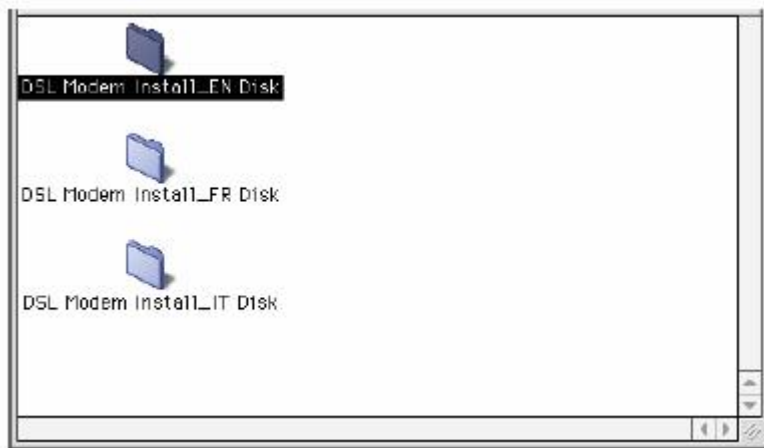 DSL Modem Install_EN Disk
DSL Modem Install_FR Disk
DSL Modem Install_IT Disk